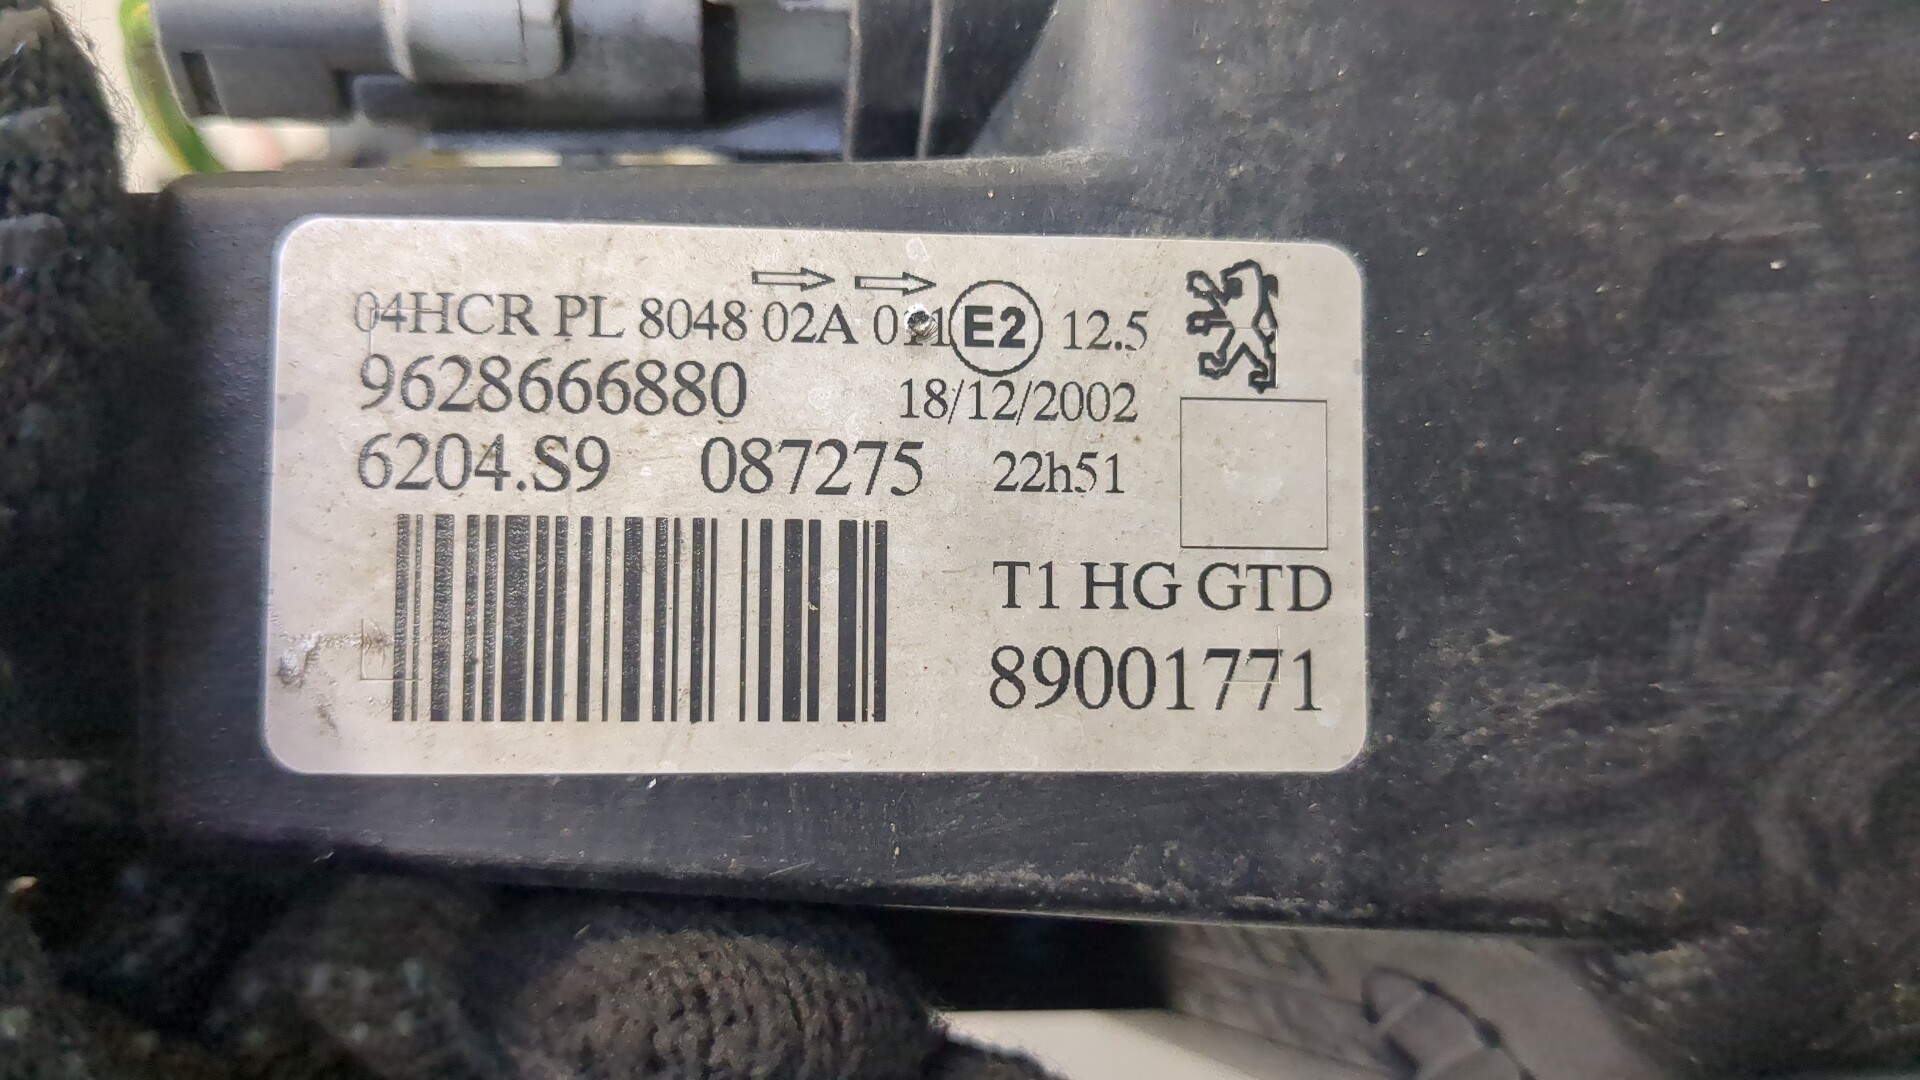 04HCR PL 8048 02A 011 E2 12.5
9628666880 18/12/2002
6204.S9 087275 22h51
T1 HG GTD
89001771